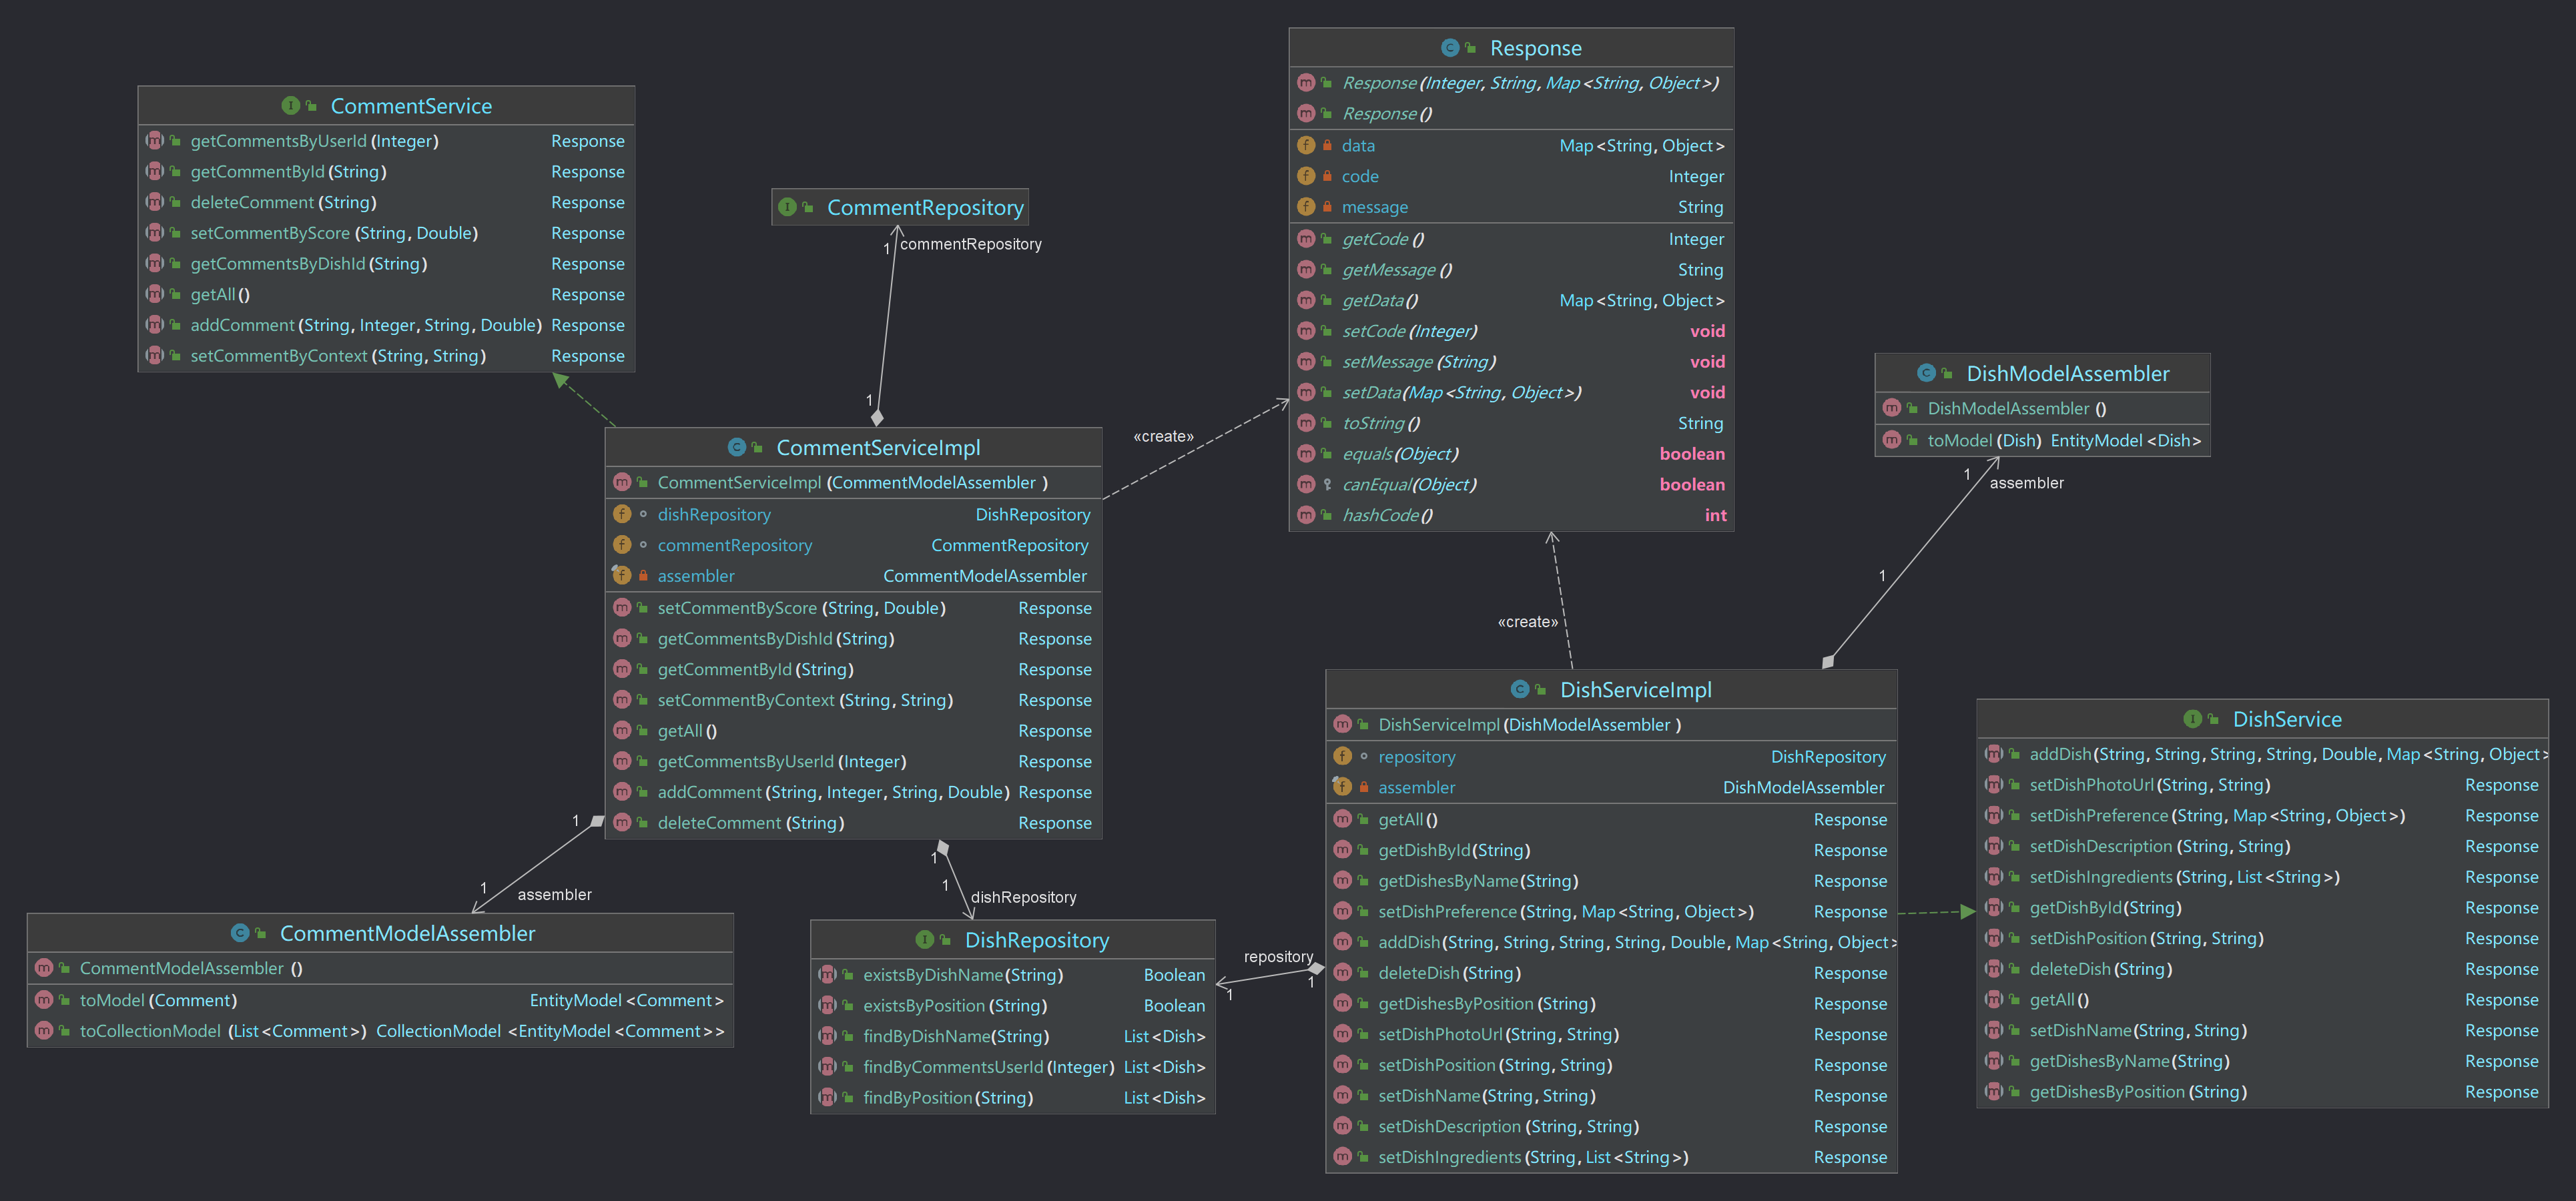 CommentService
getCommentsByUserId(Integer) Response
getCommentById(String) Response
deleteComment(String) Response
setCommentByScore(String, Double) Response
getCommentsByDishId(String) Response
getAll() Response
addComment(String, Integer, String, Double) Response
setCommentByContext(String, String) Response
CommentRepository
1 commentRepository
1
Response
Response(Integer, String, Map<String, Object>)
Response()
data Map<String, Object>
code Integer
message String
getCode() Integer
getMessage() String
getData() Map<String, Object>
setCode(Integer) void
setMessage(String) void
setData(Map<String, Object>) void
toString() String
equals(Object) boolean
canEqual(Object) boolean
hashCode() int
«create»
CommentServiceImpl
CommentServiceImpl(CommentModelAssembler)
dishRepository DishRepository
commentRepository CommentRepository
assembler CommentModelAssembler
setCommentByScore(String, Double) Response
getCommentsByDishId(String) Response
getCommentById(String) Response
setCommentByContext(String, String) Response
getAll() Response
getCommentsByUserId(Integer) Response
addComment(String, Integer, String, Double) Response
deleteComment(String) Response
DishModelAssembler
DishModelAssembler()
toModel(Dish) EntityModel<Dish>
1
assembler
1
«create»
DishServiceImpl
DishServiceImpl(DishModelAssembler)
repository DishRepository
assembler DishModelAssembler
getAll() Response
getDishById(String) Response
getDishesByName(String) Response
setDishPreference(String, Map<String, Object>) Response
addDish(String, String, String, String, Double, Map<String, Object>
deleteDish(String) Response
getDishesByPosition(String) Response
setDishPhotoUrl(String, String) Response
setDishPosition(String, String) Response
setDishName(String, String) Response
setDishDescription(String, String) Response
setDishIngredients(String, List<String>) Response
DishService
addDish(String, String, String, String, Double, Map<String, Object>
setDishPhotoUrl(String, String) Response
setDishPreference(String, Map<String, Object>) Response
setDishDescription(String, String) Response
setDishIngredients(String, List<String>) Response
getDishById(String) Response
setDishPosition(String, String) Response
deleteDish(String) Response
getAll() Response
setDishName(String, String) Response
getDishesByName(String) Response
getDishesByPosition(String) Response
1
1
assembler
1
1
dishRepository
CommentModelAssembler
CommentModelAssembler()
toModel(Comment) EntityModel<Comment>
toCollectionModel(List<Comment>) CollectionModel<EntityModel<Comment>>
DishRepository
existsByDishName(String) Boolean
existsByPosition(String) Boolean
findByDishName(String) List<Dish>
findByCommentsUserId(Integer) List<Dish>
findByPosition(String) List<Dish>
repository
1
1